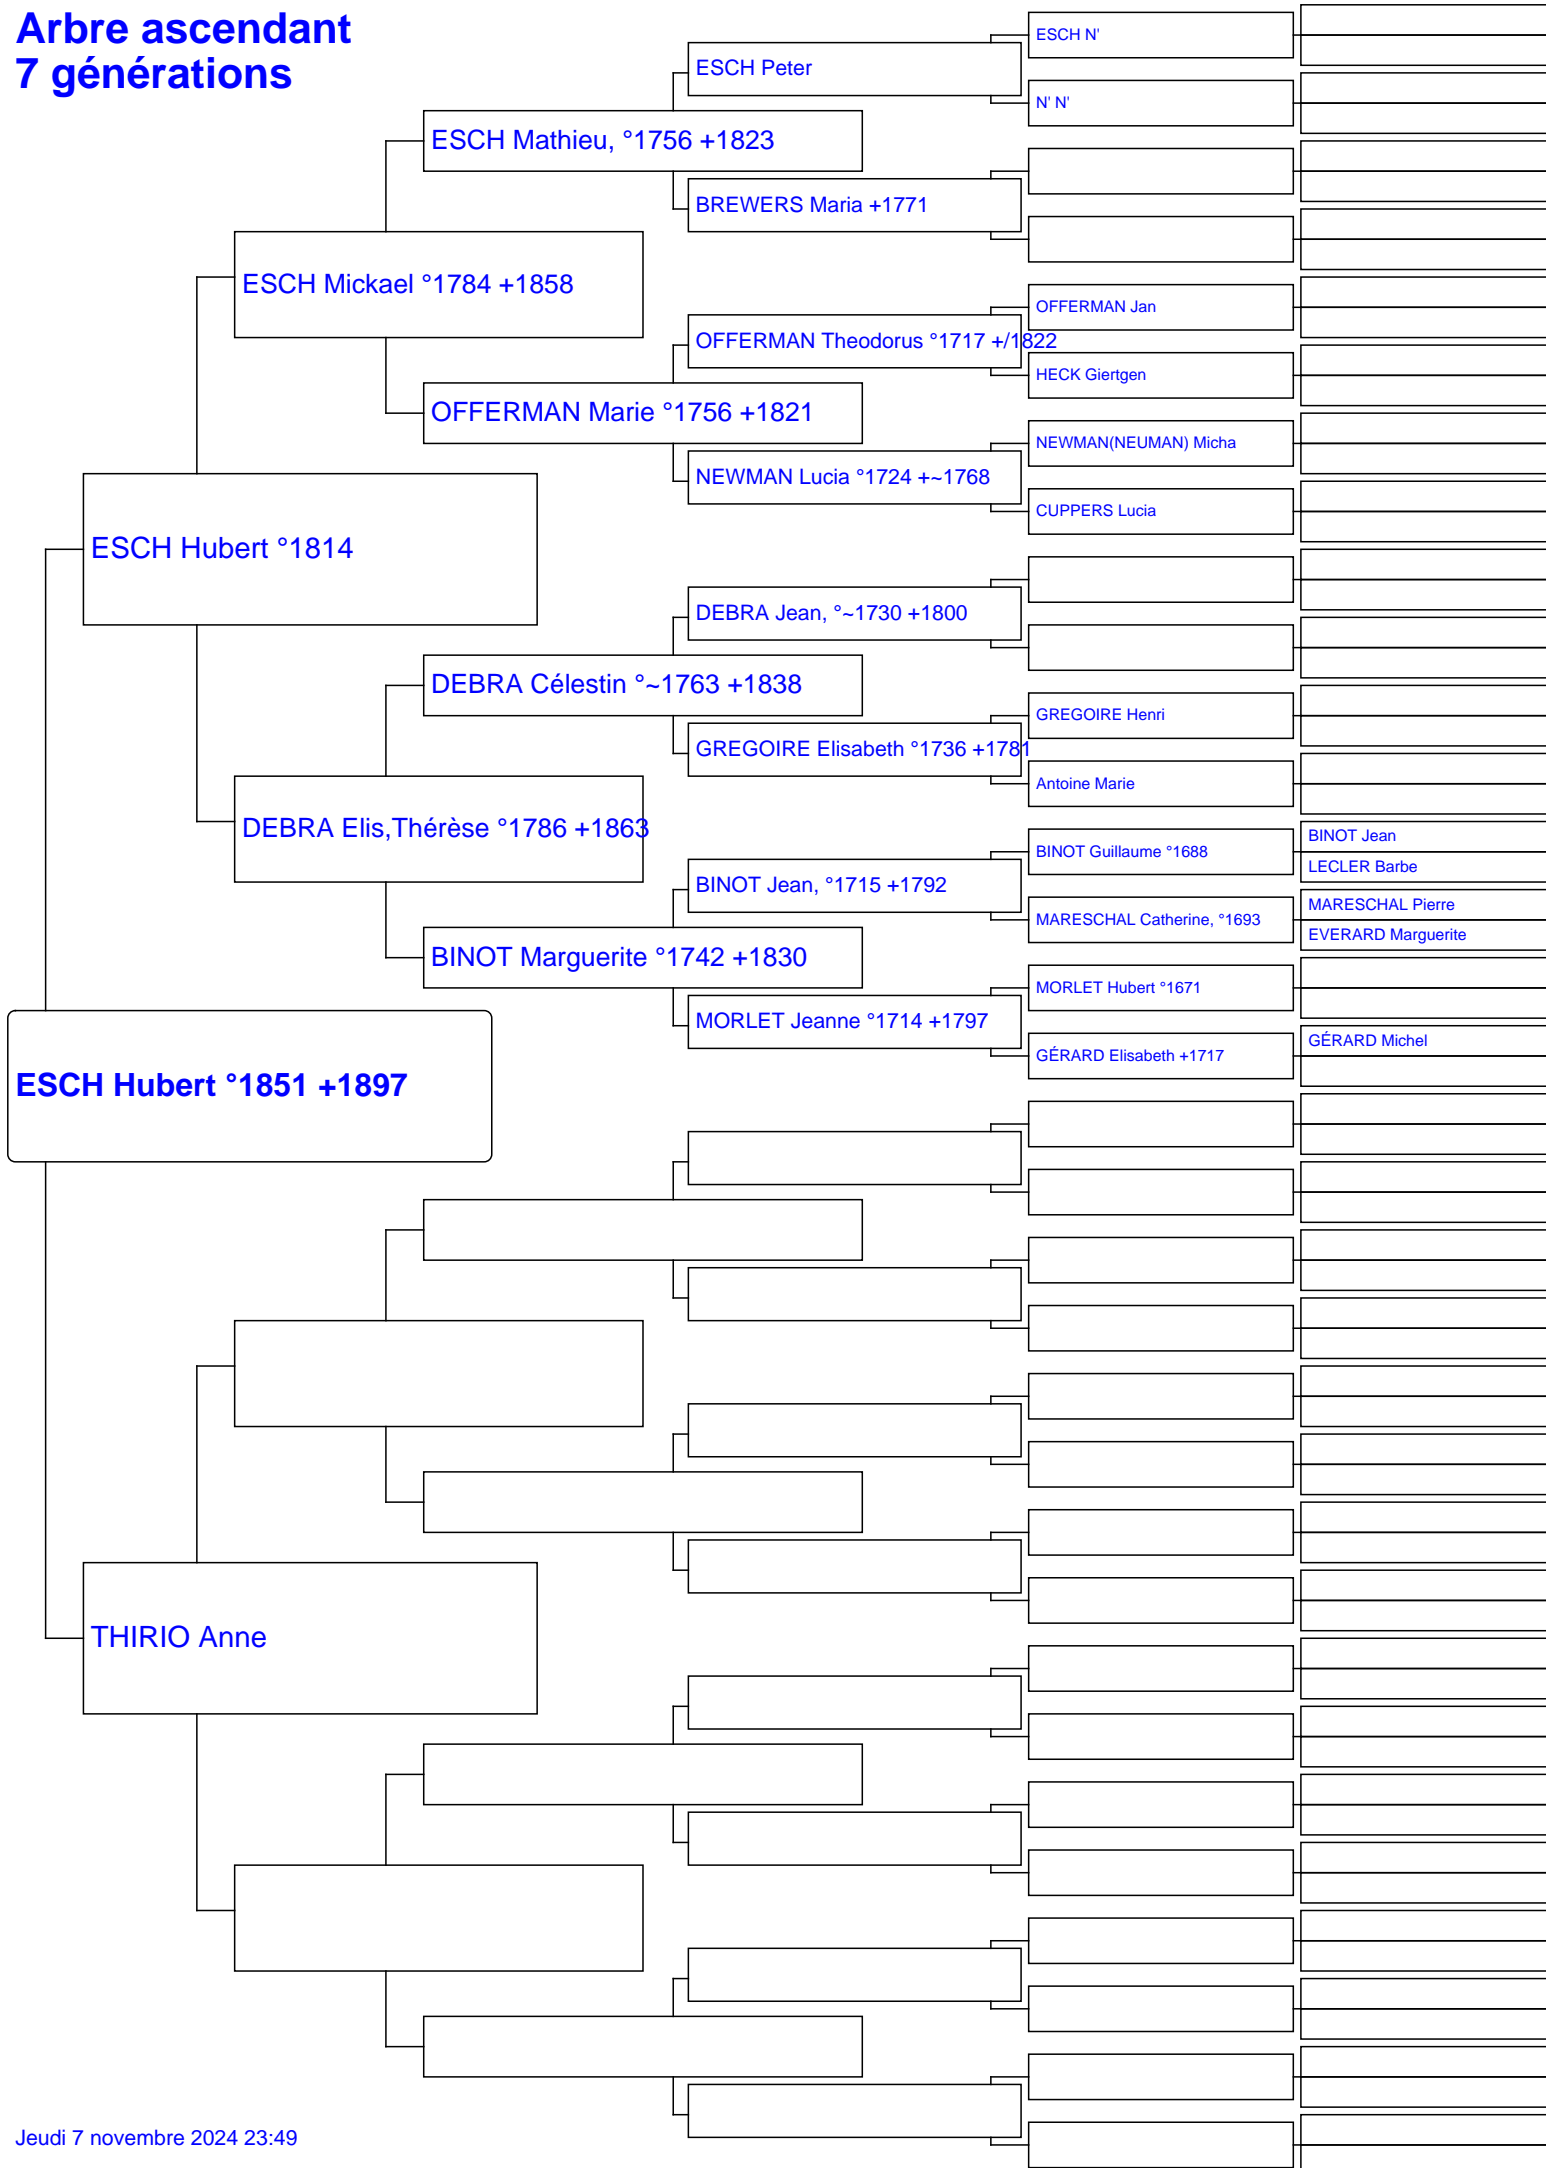 Arbre ascendant
7 générations
ESCH N'
ESCH Peter
N' N'
ESCH Mathieu, °1756 +1823
BREWERS Maria +1771
ESCH Mickael °1784 +1858
OFFERMAN Jan
OFFERMAN Theodorus °1717 +/1822
HECK Giertgen
OFFERMAN Marie °1756 +1821
NEWMAN(NEUMAN) Micha
NEWMAN Lucia °1724 +~1768
CUPPERS Lucia
ESCH Hubert °1814
DEBRA Jean, °~1730 +1800
DEBRA Célestin °~1763 +1838
GREGOIRE Henri
GREGOIRE Elisabeth °1736 +1781
Antoine Marie
DEBRA Elis,Thérèse °1786 +1863
BINOT Jean
BINOT Guillaume °1688
LECLER Barbe
BINOT Jean, °1715 +1792
MARESCHAL Pierre
MARESCHAL Catherine, °1693
EVERARD Marguerite
BINOT Marguerite °1742 +1830
MORLET Hubert °1671
MORLET Jeanne °1714 +1797
GÉRARD Michel
GÉRARD Elisabeth +1717
ESCH Hubert °1851 +1897
THIRIO Anne
Jeudi 7 novembre 2024 23:49